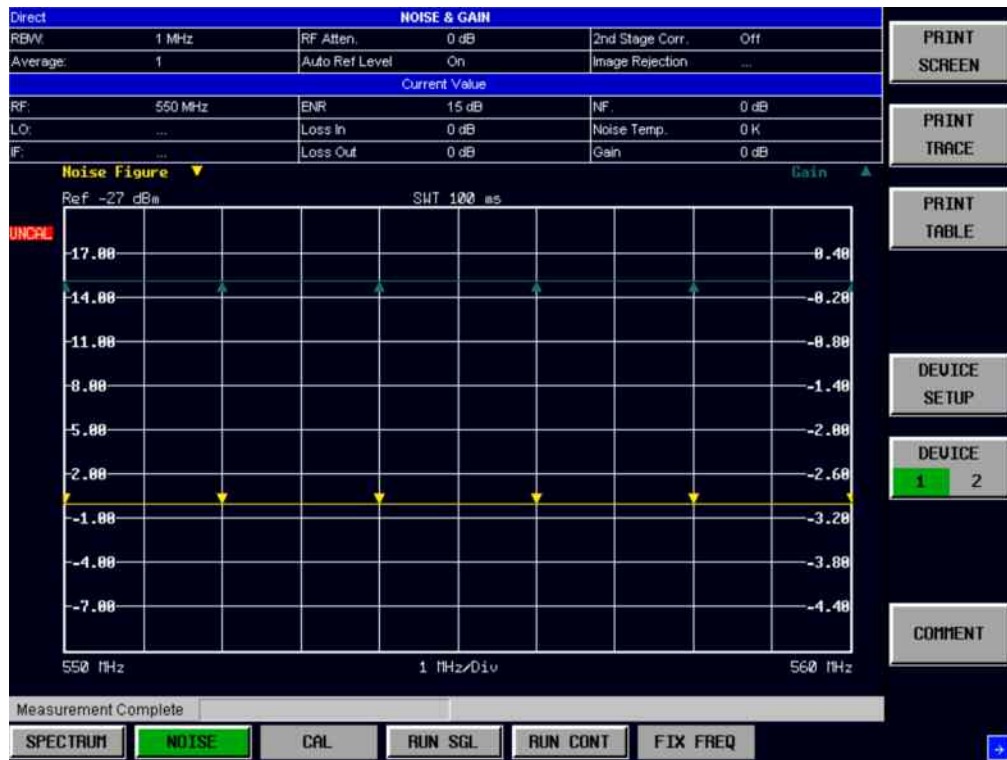 Direct NOISE & GAIN
RBW: 1 MHz RF Atten. 0 dB 2nd Stage Corr. Off
Average: 1 Auto Ref Level On Image Rejection ...
Current Value
RF: 550 MHz ENR 15 dB NF. 0 dB
LO: ... Loss In 0 dB Noise Temp. 0 K
IF: ... Loss Out 0 dB Gain 0 dB
Noise Figure ▼ Gain ▲
Ref -27 dBm SWT 100 ms
UNCAL
17.00 0.40
14.00 -0.20
11.00 -0.80
8.00 -1.40
5.00 -2.00
2.00 -2.60
-1.00 -3.20
-4.00 -3.80
-7.00 -4.40
550 MHz 1 MHz/Div 560 MHz
Measurement Complete
SPECTRUM NOISE CAL RUN SGL RUN CONT FIX FREQ
PRINT
SCREEN
PRINT
TRACE
PRINT
TABLE
DEVICE
SETUP
DEVICE
1 2
COMMENT